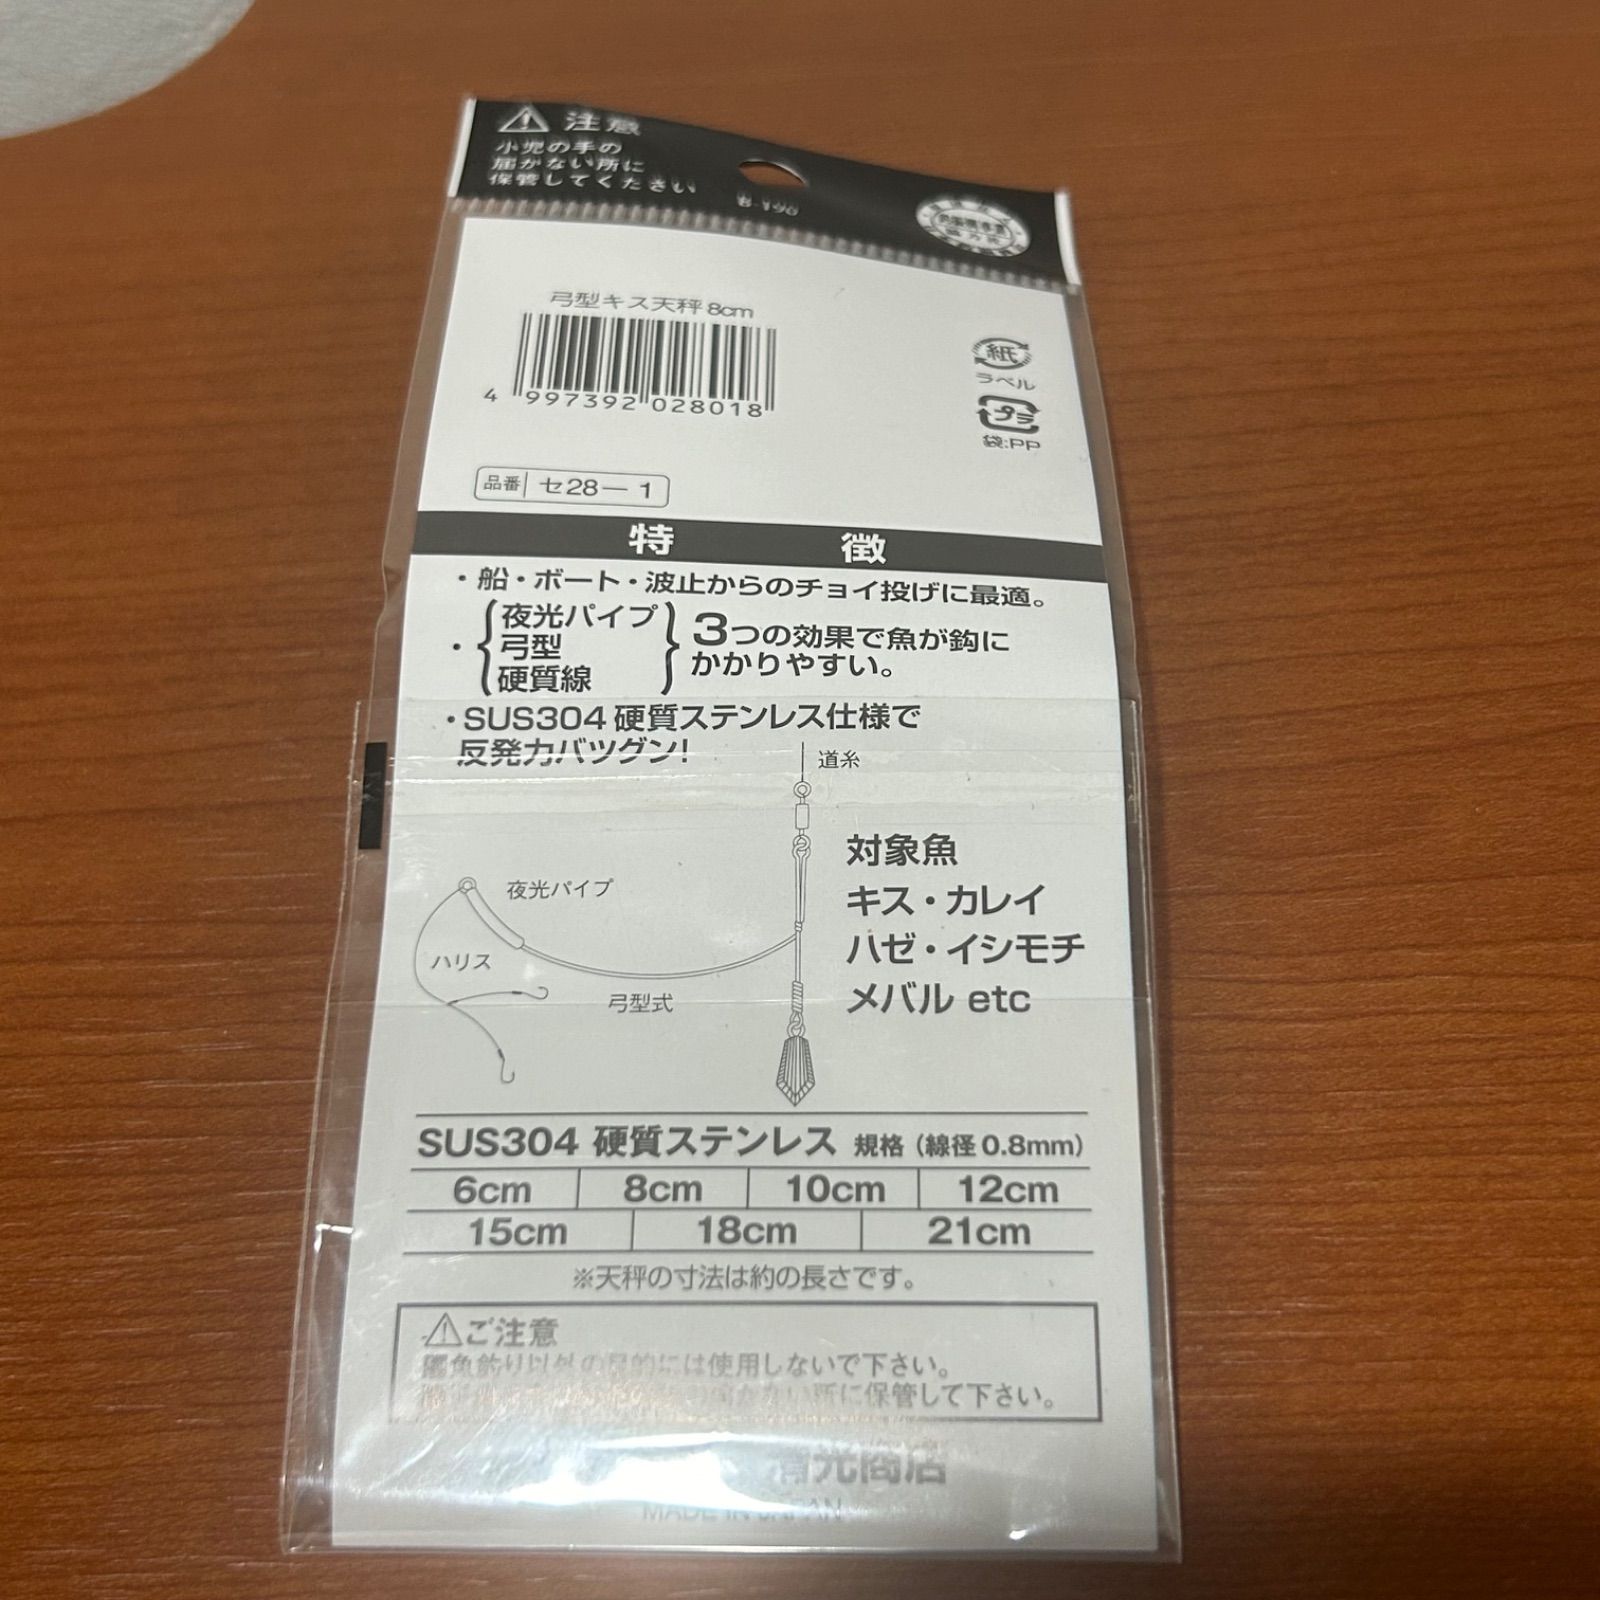 注意
小児の手の
届かない所に
保管してください
弓型キス天秤 8cm
4 997392 028018
紙
ラベル
プラ
袋:PP
品番 セ28ー1
特 徴
・船・ボート・波止からのチョイ投げに最適。
・{夜光パイプ 弓型 硬質線} 3つの効果で魚が鈎に
かかりやすい。
・SUS304 硬質ステンレス仕様で
反発力バツグン!
道糸
夜光パイプ
ハリス
弓型式
対象魚
キス・カレイ
ハゼ・イシモチ
メバル etc
SUS304 硬質ステンレス 規格 (線径 0.8mm)
6cm 8cm 10cm 12cm
15cm 18cm 21cm
※天秤の寸法は約の長さです。
⚠ご注意
魚釣り以外の目的には使用しないで下さい。
ない所に保管して下さい。
清光商店
MADE IN JAPAN